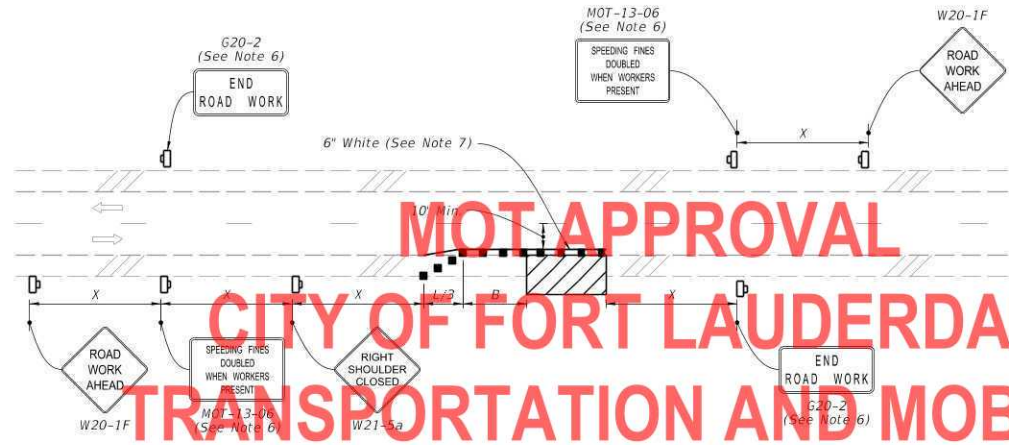 MOT-13-06
(See Note 6)
W20-1F
G20-2
(See Note 6)
SPEEDING FINES
DOUBLED
WHEN WORKERS
PRESENT
ROAD
WORK
AHEAD
END
ROAD WORK
X
6" White (See Note 7)
10' Min.
MOT APPROVAL
X
X
X
L/3
B
X
CITY OF FORT LAUDERDA
ROAD
WORK
AHEAD
SPEEDING FINES
DOUBLED
WHEN WORKERS
PRESENT
RIGHT
SHOULDER
CLOSED
END
ROAD WORK
TRANSPORTATION AND MOB
W20-1F
MOT-13-06
(See Note 6)
W21-5a
G20-2
(See Note 6)